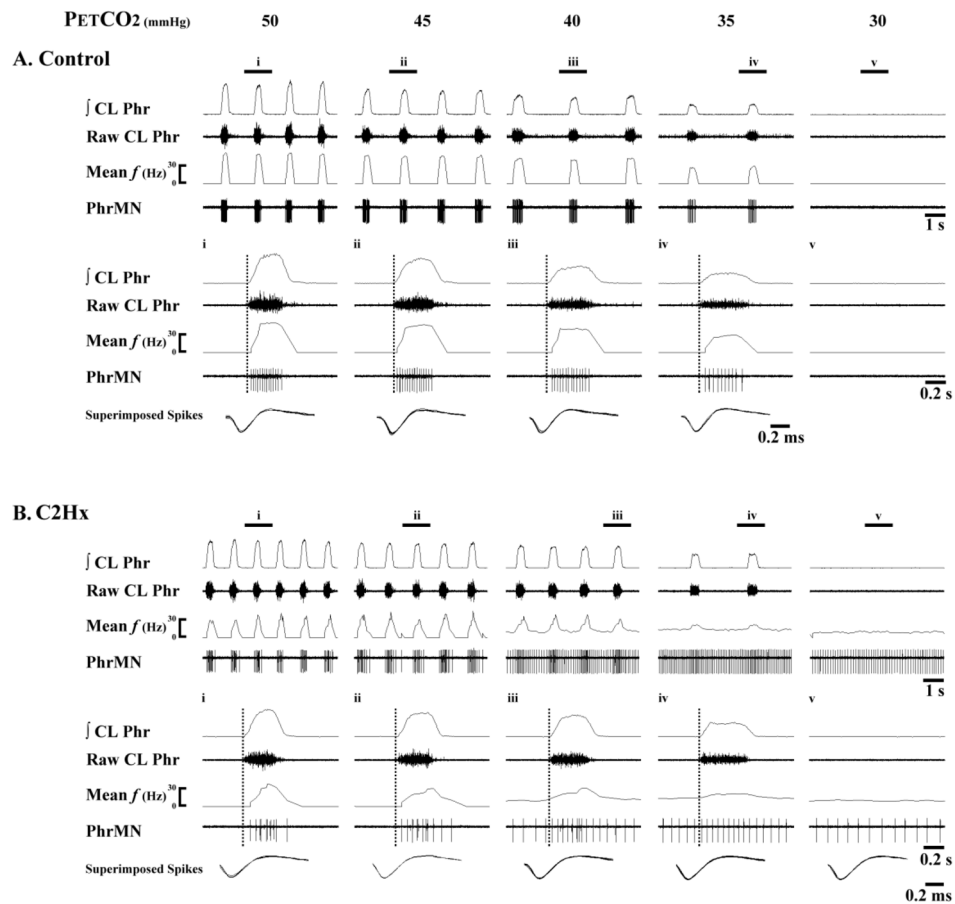 PETCO2 (mmHg) 50 45 40 35 30
A. Control
i ii iii iv v
∫ CL Phr
Raw CL Phr
Mean f (Hz) 30 0
PhrMN
1 s
i ii iii iv v
∫ CL Phr
Raw CL Phr
Mean f (Hz) 30 0
PhrMN
0.2 s
Superimposed Spikes
0.2 ms
B. C2Hx
i ii iii iv v
∫ CL Phr
Raw CL Phr
Mean f (Hz) 30 0
PhrMN
1 s
i ii iii iv v
∫ CL Phr
Raw CL Phr
Mean f (Hz) 30 0
PhrMN
0.2 s
Superimposed Spikes
0.2 ms